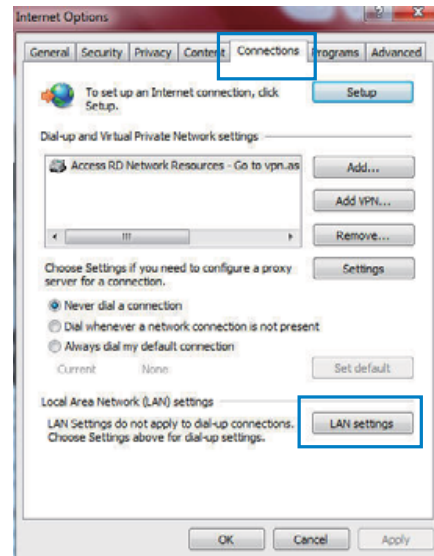 Internet Options
General Security Privacy Content Connections Programs Advanced
To set up an Internet connection, click
Setup.
Setup
Dial-up and Virtual Private Network settings
Access RD Network Resources - Go to vpn.as
Add...
Add VPN...
Remove...
Choose Settings if you need to configure a proxy
server for a connection.
Settings
Never dial a connection
Dial whenever a network connection is not present
Always dial my default connection
Current None
Set default
Local Area Network (LAN) settings
LAN Settings do not apply to dial-up connections.
Choose Settings above for dial-up settings.
LAN settings
OK Cancel Apply